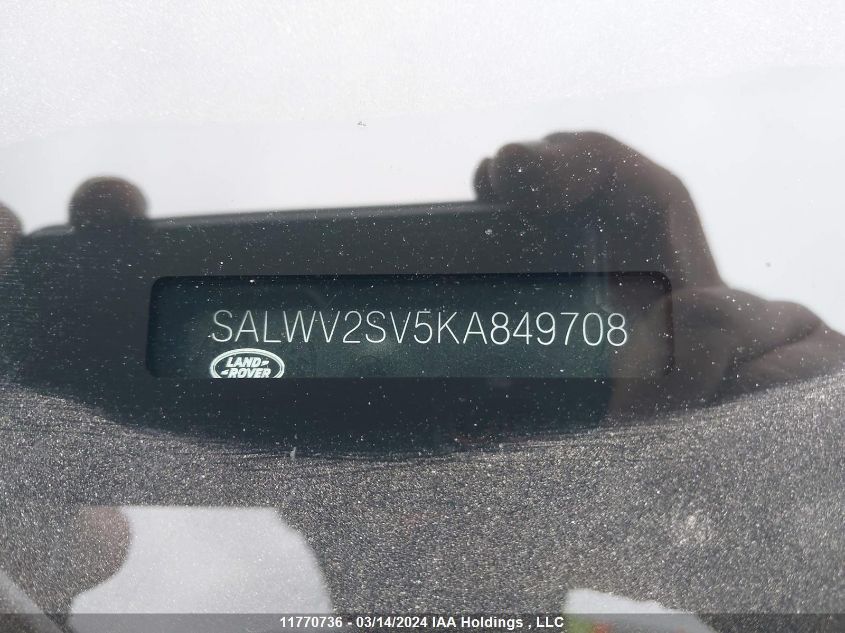 SALWV2SV5KA849708
LAND-
-ROVER
11770736 - 03/14/2024 IAA Holdings , LLC